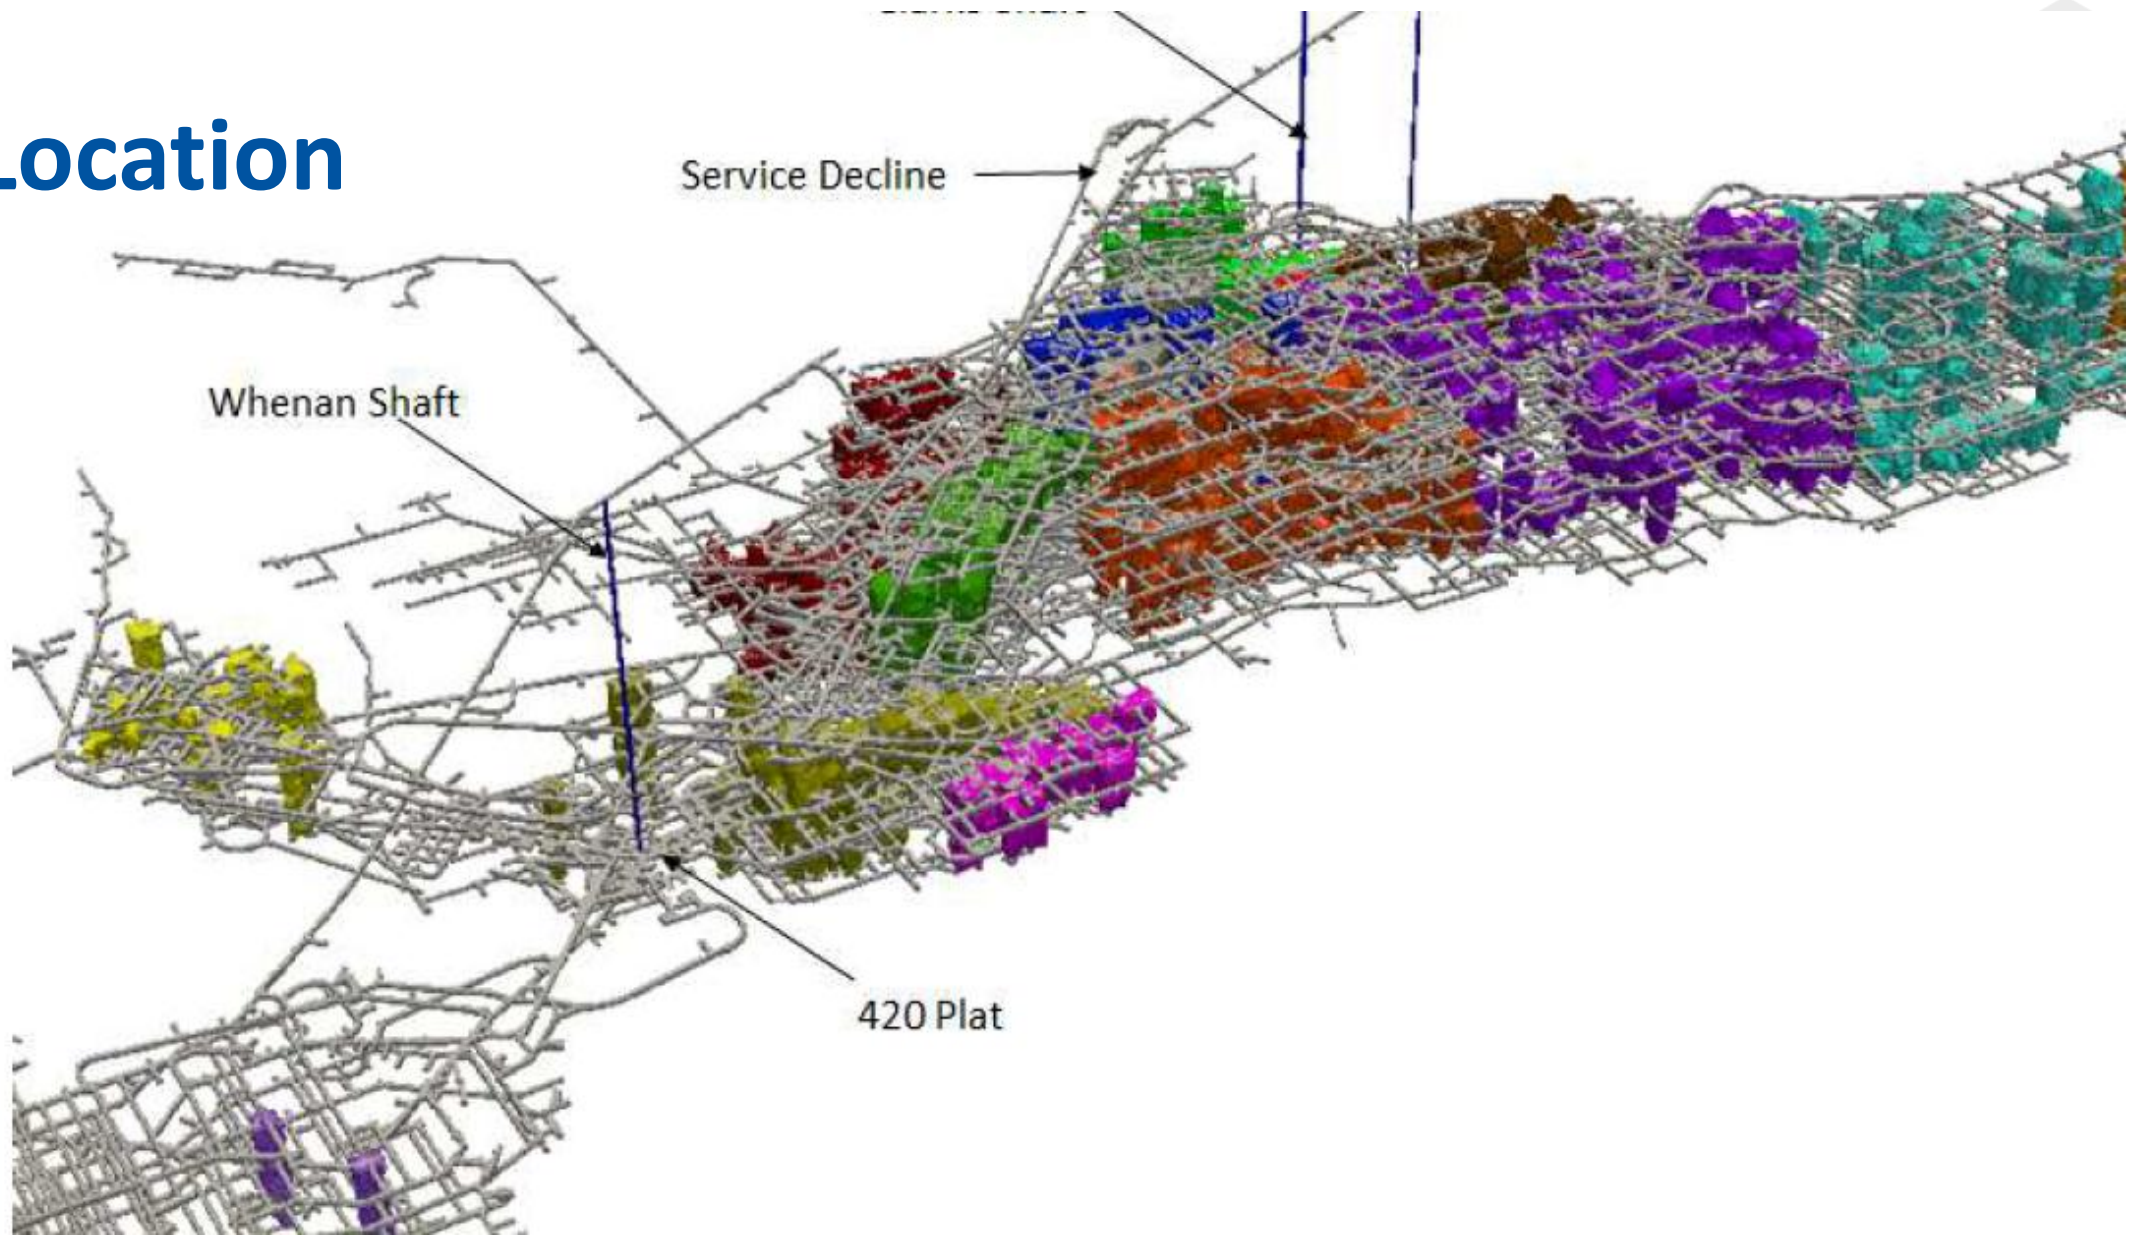 Location
Service Decline
Whenan Shaft
420 Plat